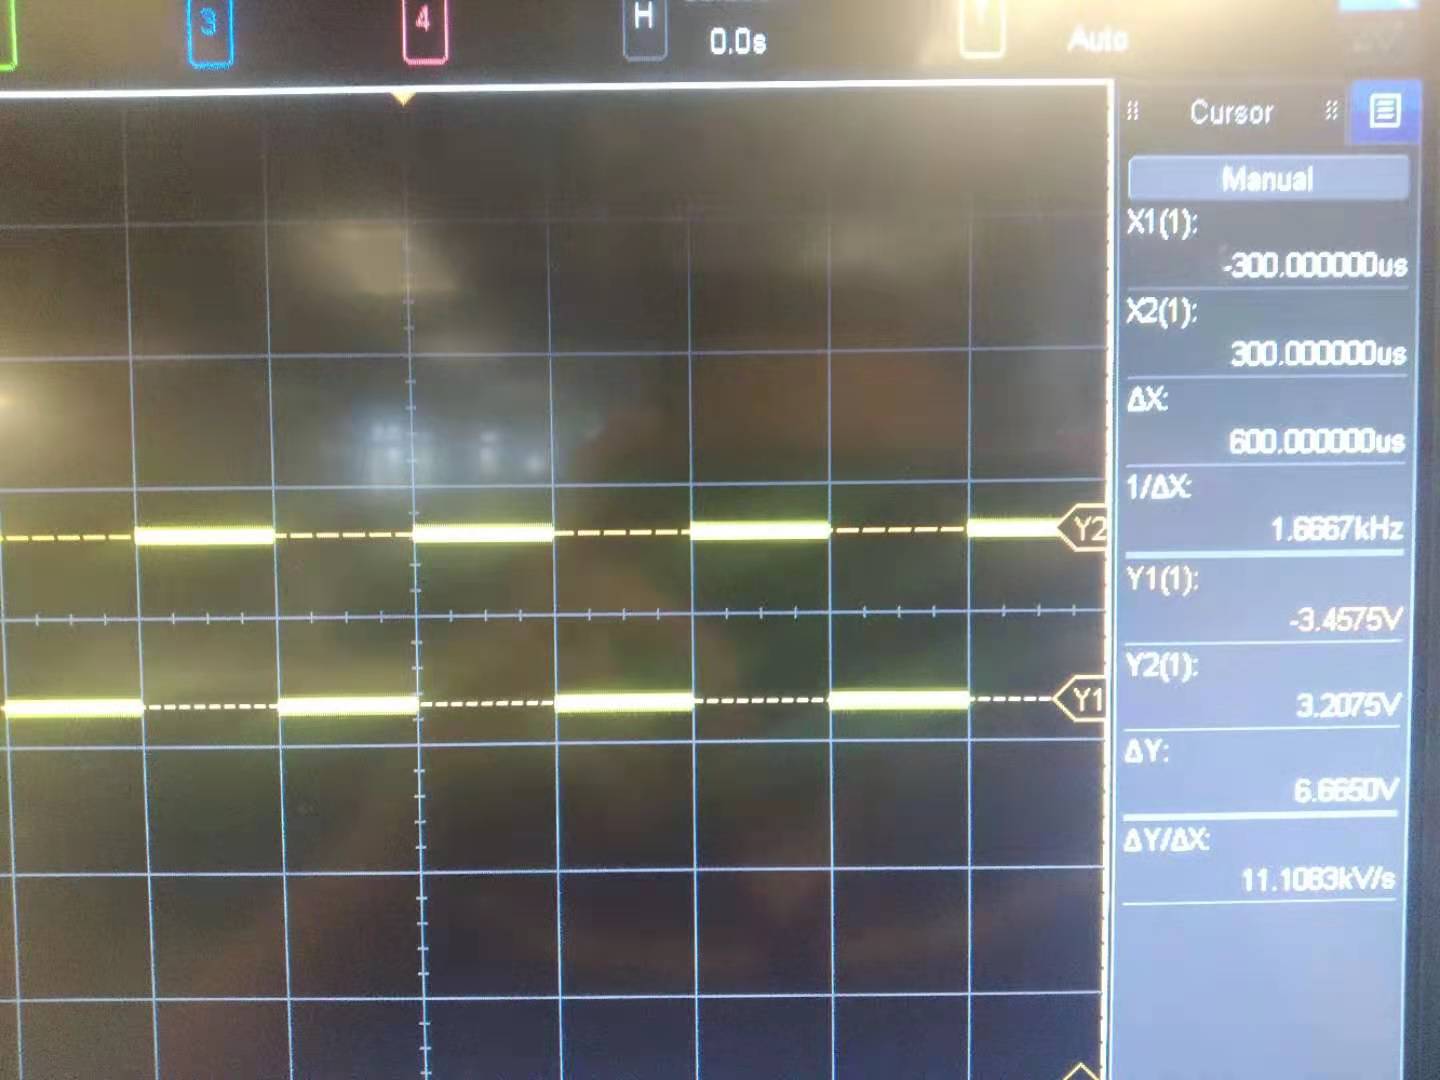 3
4
H
0.0s
T
Auto
Cursor
Manual
X1(1):
-300.000000us
X2(1):
300.000000us
ΔX:
600.000000us
1/ΔX:
1.6667kHz
Y1(1):
-3.4575V
Y2(1):
3.2075V
ΔY:
6.6650V
ΔY/ΔX:
11.1083kV/s
Y2
Y1